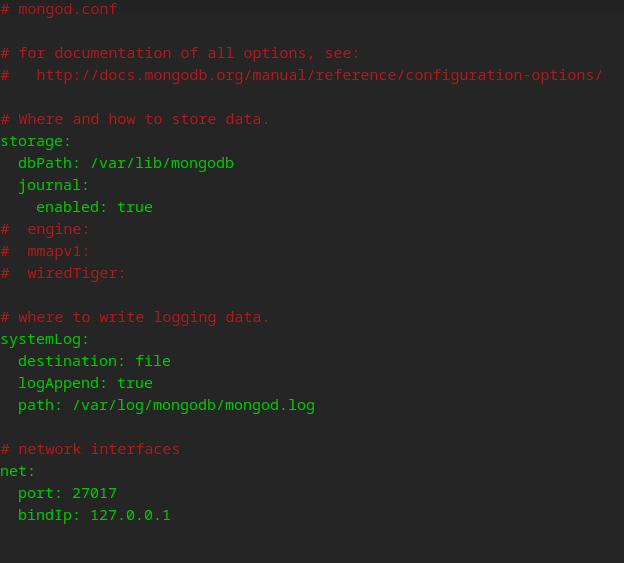 # mongod.conf
# for documentation of all options, see:
#   http://docs.mongodb.org/manual/reference/configuration-options/
# Where and how to store data.
storage:
  dbPath: /var/lib/mongodb
  journal:
    enabled: true
#  engine:
#  mmapv1:
#  wiredTiger:
# where to write logging data.
systemLog:
  destination: file
  logAppend: true
  path: /var/log/mongodb/mongod.log
# network interfaces
net:
  port: 27017
  bindIp: 127.0.0.1